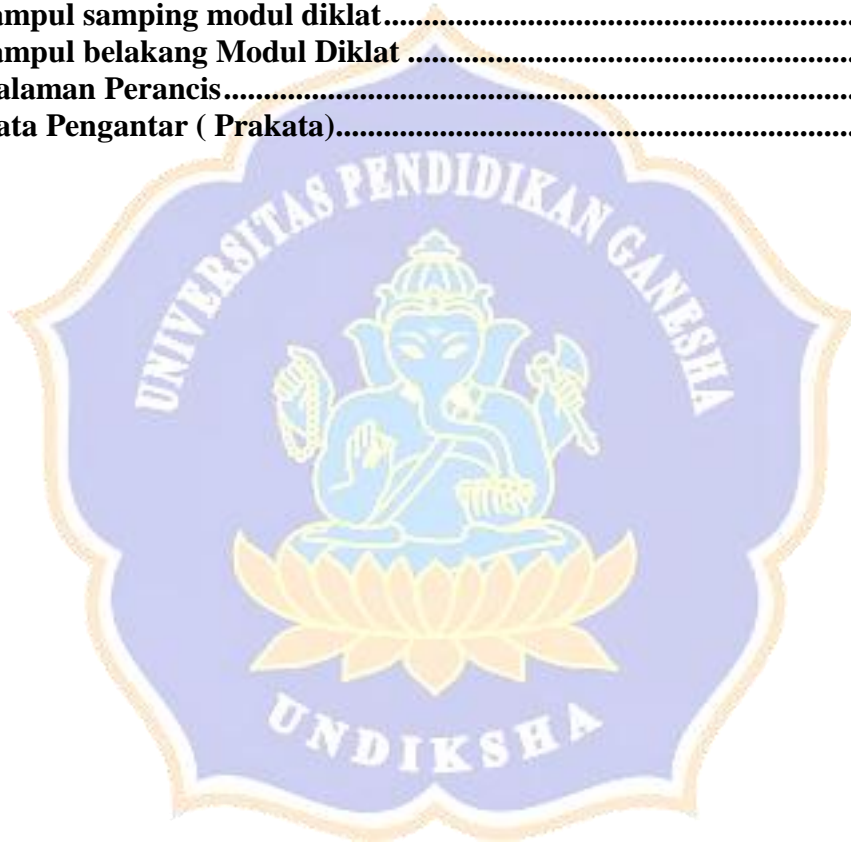 ampul samping modul diklat...........................................................
ampul belakang Modul Diklat ........................................................
alaman Perancis...............................................................................
ata Pengantar ( Prakata).................................................................
UNIVERSITAS PENDIDIKAN GANESHA
UNDIKSHA